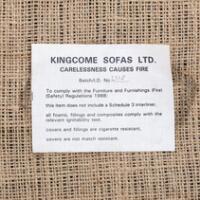 KINGCOME SOFAS LTD.
CARELESSNESS CAUSES FIRE
Batch/I.D. No
To comply with the Furniture and Furnishings (Fire)
(Safety) Regulations 1988:
this item does not include a Schedule 3 interliner,
all foams, fillings and composites comply with the
relevant ignitability test.
covers and fillings are cigarette resistant,
covers are not match resistant.